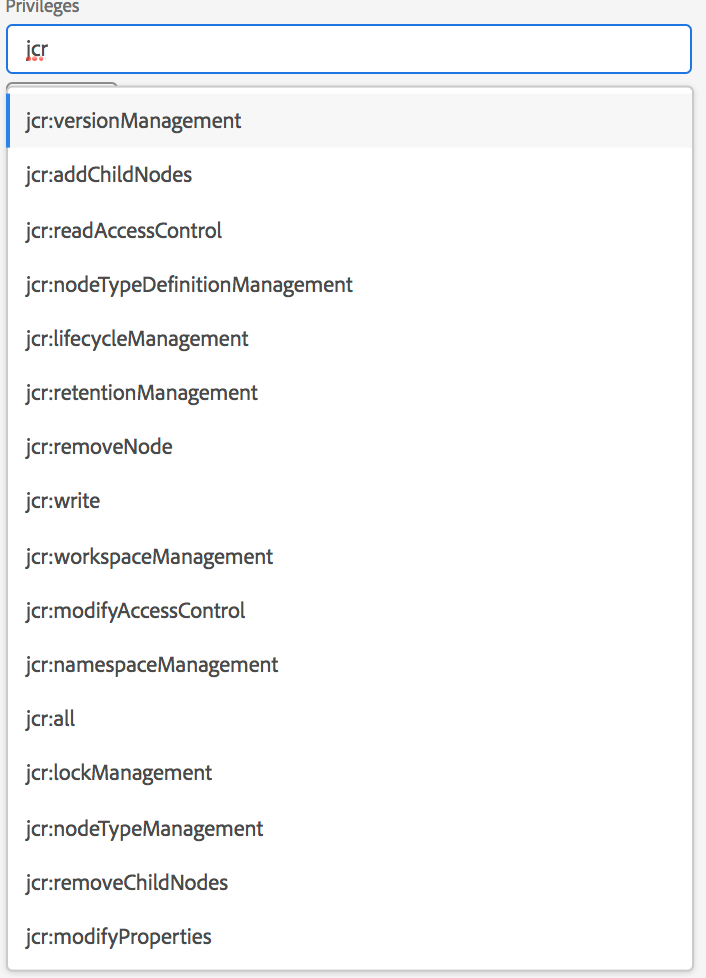 Privileges
jcr
jcr:versionManagement
jcr:addChildNodes
jcr:readAccessControl
jcr:nodeTypeDefinitionManagement
jcr:lifecycleManagement
jcr:retentionManagement
jcr:removeNode
jcr:write
jcr:workspaceManagement
jcr:modifyAccessControl
jcr:namespaceManagement
jcr:all
jcr:lockManagement
jcr:nodeTypeManagement
jcr:removeChildNodes
jcr:modifyProperties